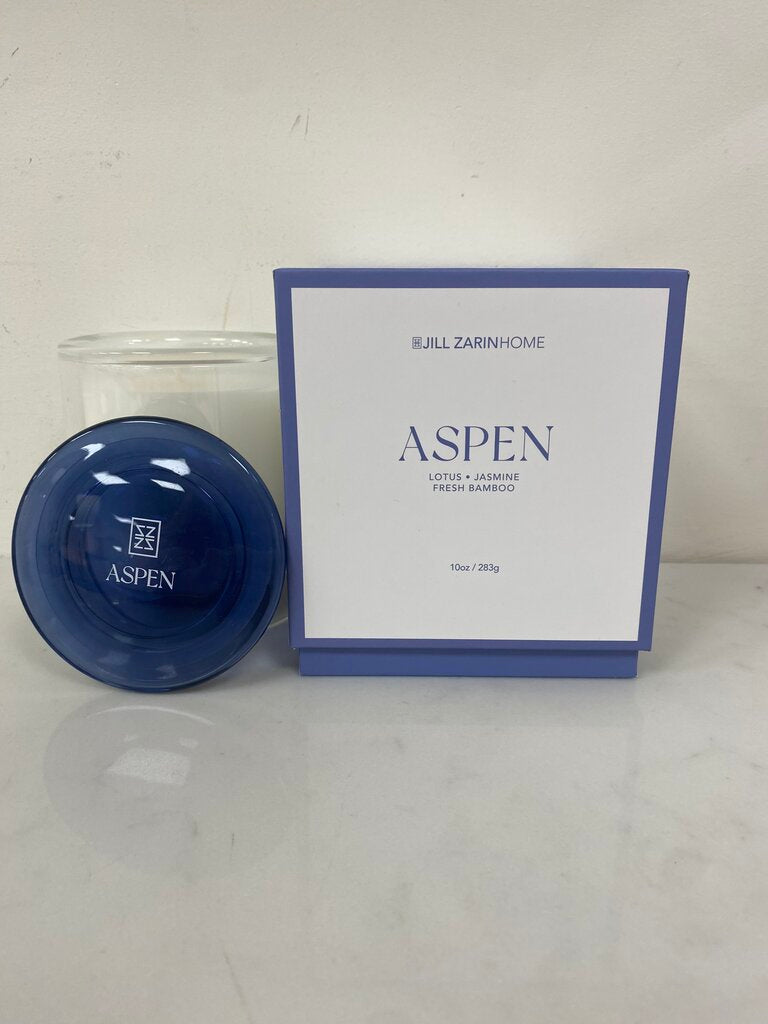 JILL ZARINHOME
ASPEN
LOTUS • JASMINE
FRESH BAMBOO
10oz / 283g
ASPEN